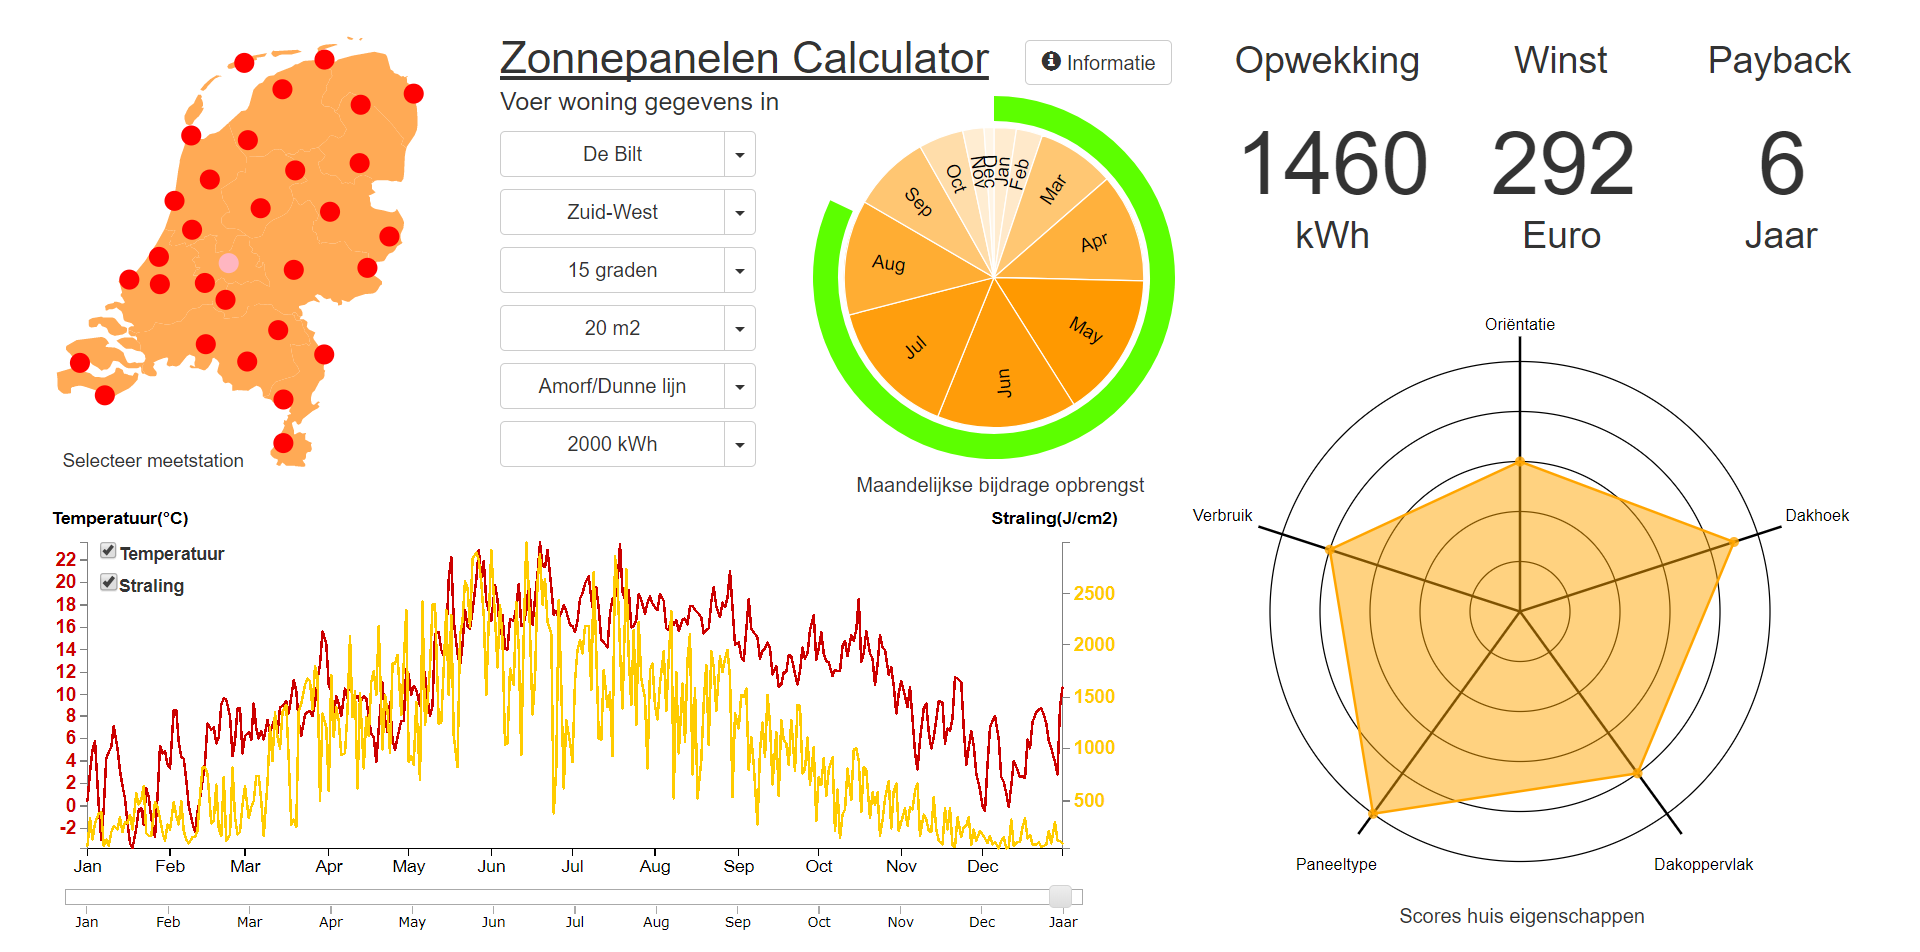 Zonnepanelen Calculator
Informatie
Voer woning gegevens in
De Bilt
Zuid-West
15 graden
20 m2
Amorf/Dunne lijn
2000 kWh
Selecteer meetstation
Jan
Feb
Mar
Apr
May
Jun
Jul
Aug
Sep
Oct
Nov
Dec
Maandelijkse bijdrage opbrengst
Opwekking
1460
kWh
Winst
292
Euro
Payback
6
Jaar
Temperatuur(°C)
Straling(J/cm2)
Temperatuur
Straling
22
20
18
16
14
12
10
8
6
4
2
0
-2
2500
2000
1500
1000
500
Jan Feb Mar Apr May Jun Jul Aug Sep Oct Nov Dec
Jan Feb Mar Apr May Jun Jul Aug Sep Oct Nov Dec Jaar
Oriëntatie
Verbruik
Dakhoek
Paneeltype
Dakoppervlak
Scores huis eigenschappen